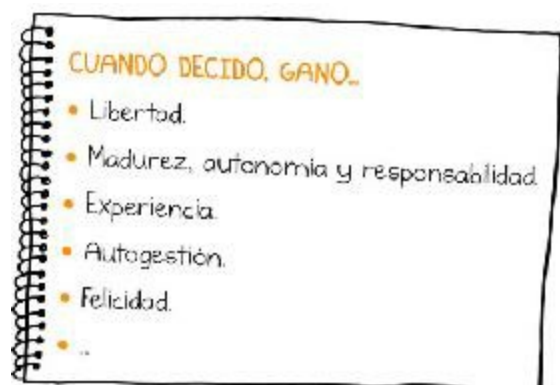 CUANDO DECIDO, GANO...
• Libertad.
• Madurez, autonomía y responsabilidad.
• Experiencia.
• Autogestión.
• Felicidad.
• ...